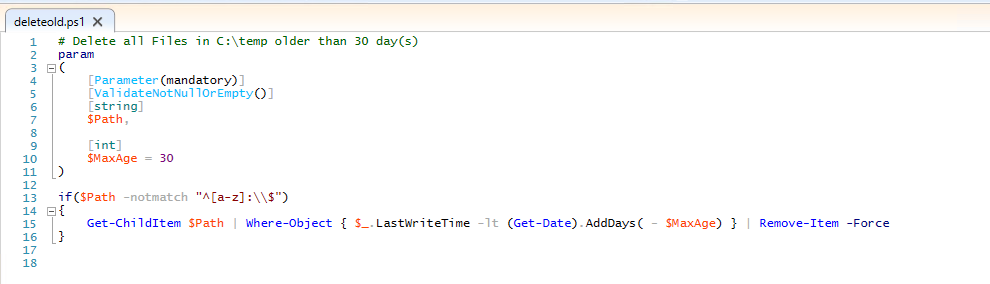 deleteold.ps1
1 # Delete all Files in C:\temp older than 30 day(s)
2 param
3 (
4 [Parameter(mandatory)]
5 [ValidateNotNullOrEmpty()]
6 [string]
7 $Path,
8
9 [int]
10 $MaxAge = 30
11 )
12
13 if($Path -notmatch "^[a-z]:\\$")
14 {
15 Get-ChildItem $Path | Where-Object { $_.LastWriteTime -lt (Get-Date).AddDays( - $MaxAge) } | Remove-Item -Force
16 }
17
18